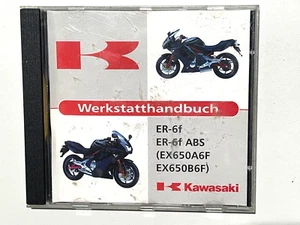 Werkstatthandbuch
ER-6f
ER-6f ABS
(EX650A6F
EX650B6F)
Kawasaki